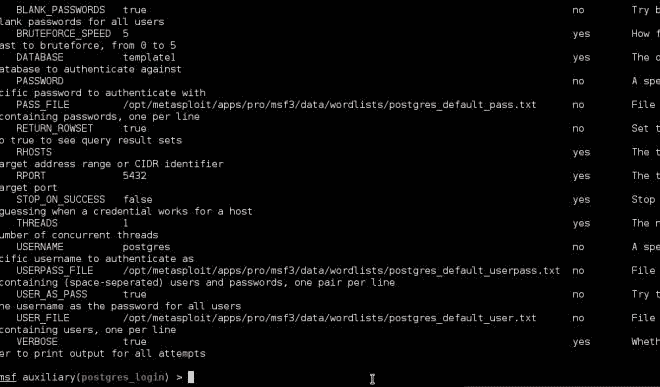 BLANK_PASSWORDS true no Try b
lank passwords for all users
BRUTEFORCE_SPEED 5 yes How f
ast to bruteforce, from 0 to 5
DATABASE template1 yes The d
atabase to authenticate against
PASSWORD no A spe
cific password to authenticate with
PASS_FILE /opt/metasploit/apps/pro/msf3/data/wordlists/postgres_default_pass.txt no File
containing passwords, one per line
RETURN_ROWSET true no Set t
o true to see query result sets
RHOSTS yes The t
arget address range or CIDR identifier
RPORT 5432 yes The t
arget port
STOP_ON_SUCCESS false yes Stop
guessing when a credential works for a host
THREADS 1 yes The n
umber of concurrent threads
USERNAME postgres no A spe
cific username to authenticate as
USERPASS_FILE /opt/metasploit/apps/pro/msf3/data/wordlists/postgres_default_userpass.txt no File
containing (space-seperated) users and passwords, one pair per line
USER_AS_PASS true no Try t
he username as the password for all users
USER_FILE /opt/metasploit/apps/pro/msf3/data/wordlists/postgres_default_user.txt no File
containing users, one per line
VERBOSE true yes Wheth
er to print output for all attempts
msf auxiliary(postgres_login) >